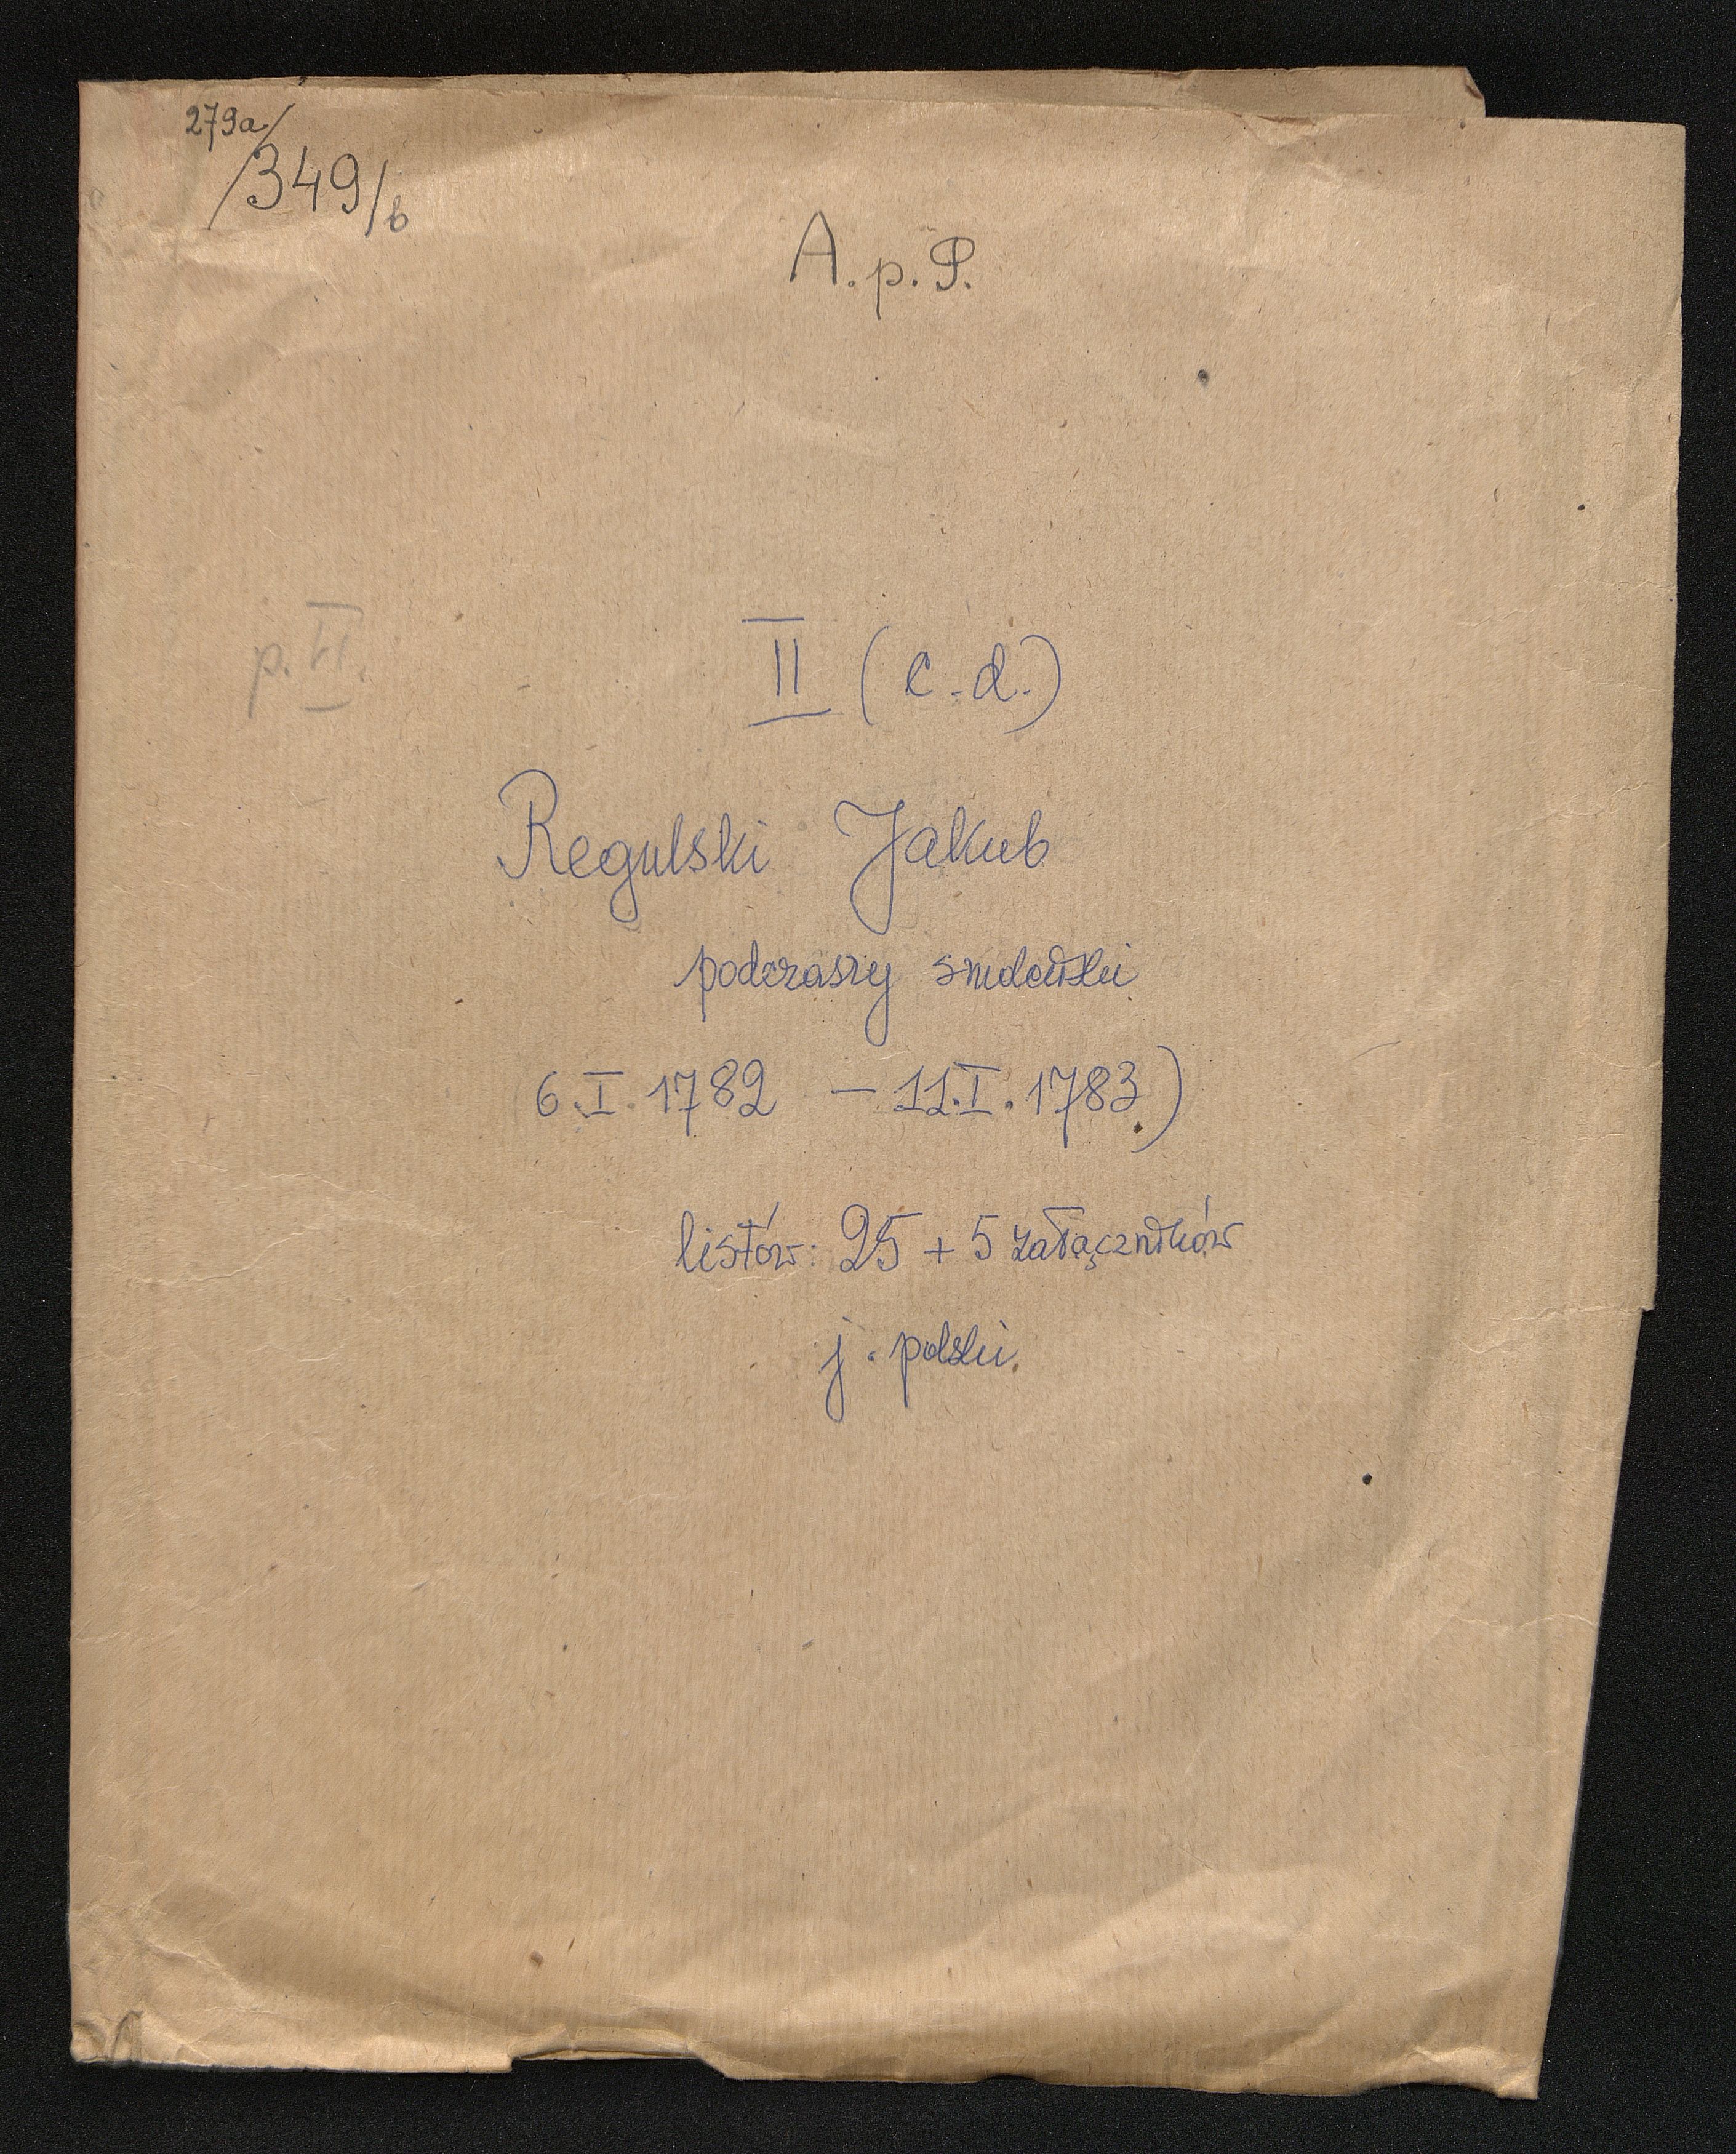 279a/
/349/b
A. p. P.
p. VI.
II (c.d.)
Regulski Jakub
podczaszy smoleński
6.I.1782 – 11.I.1783)
listów: 25 + 5 załączników
j. polski.